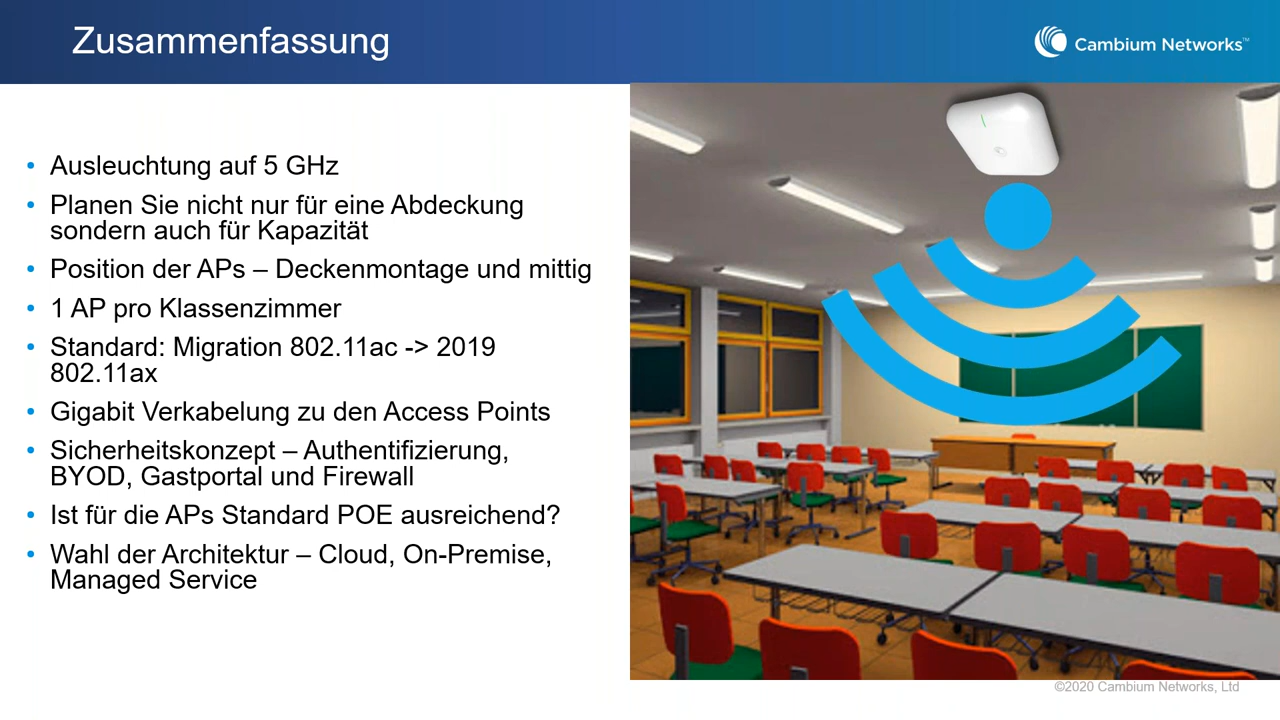 Zusammenfassung
Cambium Networks™
• Ausleuchtung auf 5 GHz
• Planen Sie nicht nur für eine Abdeckung
sondern auch für Kapazität
• Position der APs – Deckenmontage und mittig
• 1 AP pro Klassenzimmer
• Standard: Migration 802.11ac -> 2019
802.11ax
• Gigabit Verkabelung zu den Access Points
• Sicherheitskonzept – Authentifizierung,
BYOD, Gastportal und Firewall
• Ist für die APs Standard POE ausreichend?
• Wahl der Architektur – Cloud, On-Premise,
Managed Service
©2020 Cambium Networks, Ltd